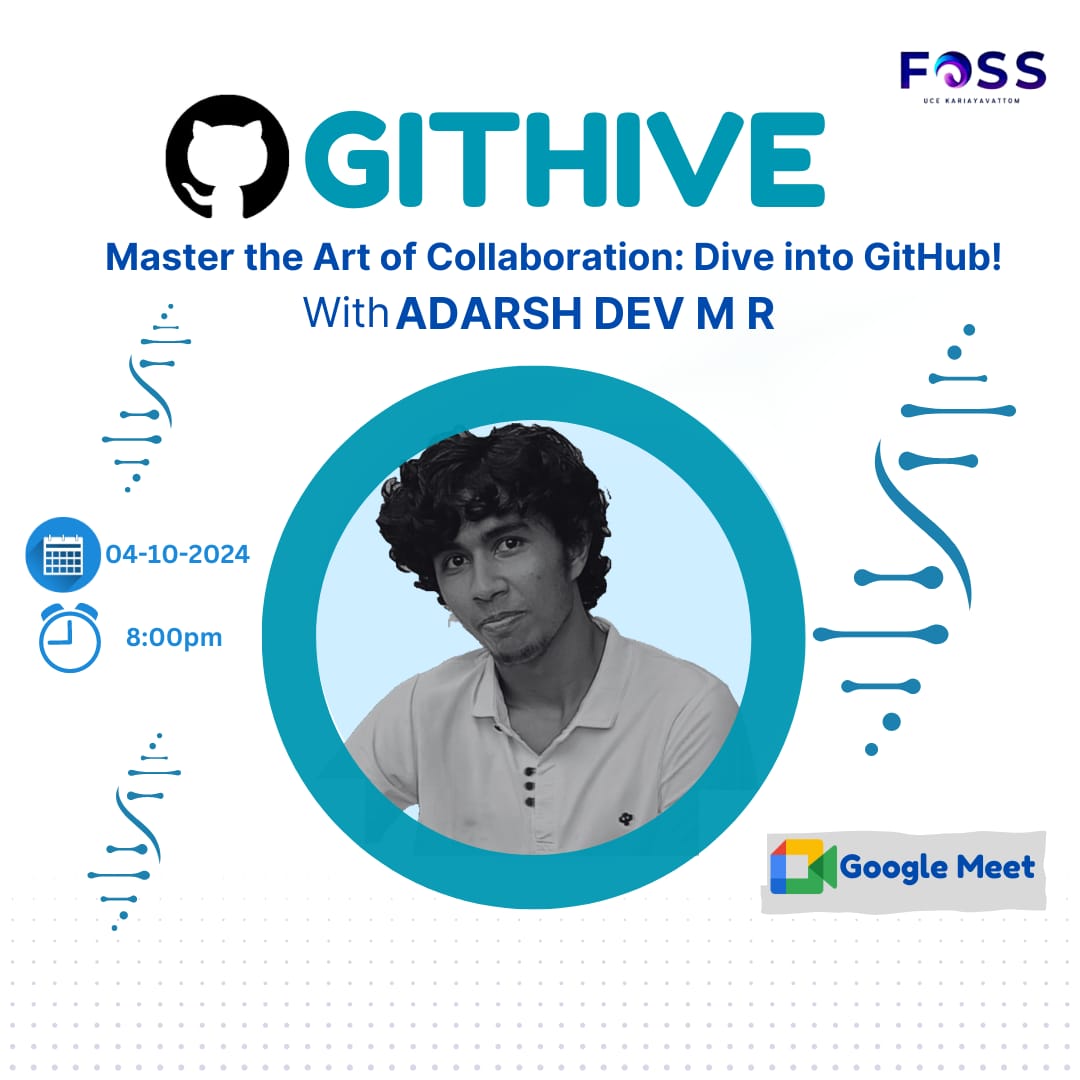 FOSS
UCE KARIAYAVATTOM
GITHIVE
Master the Art of Collaboration: Dive into GitHub!
With ADARSH DEV M R
04-10-2024
8:00pm
Google Meet